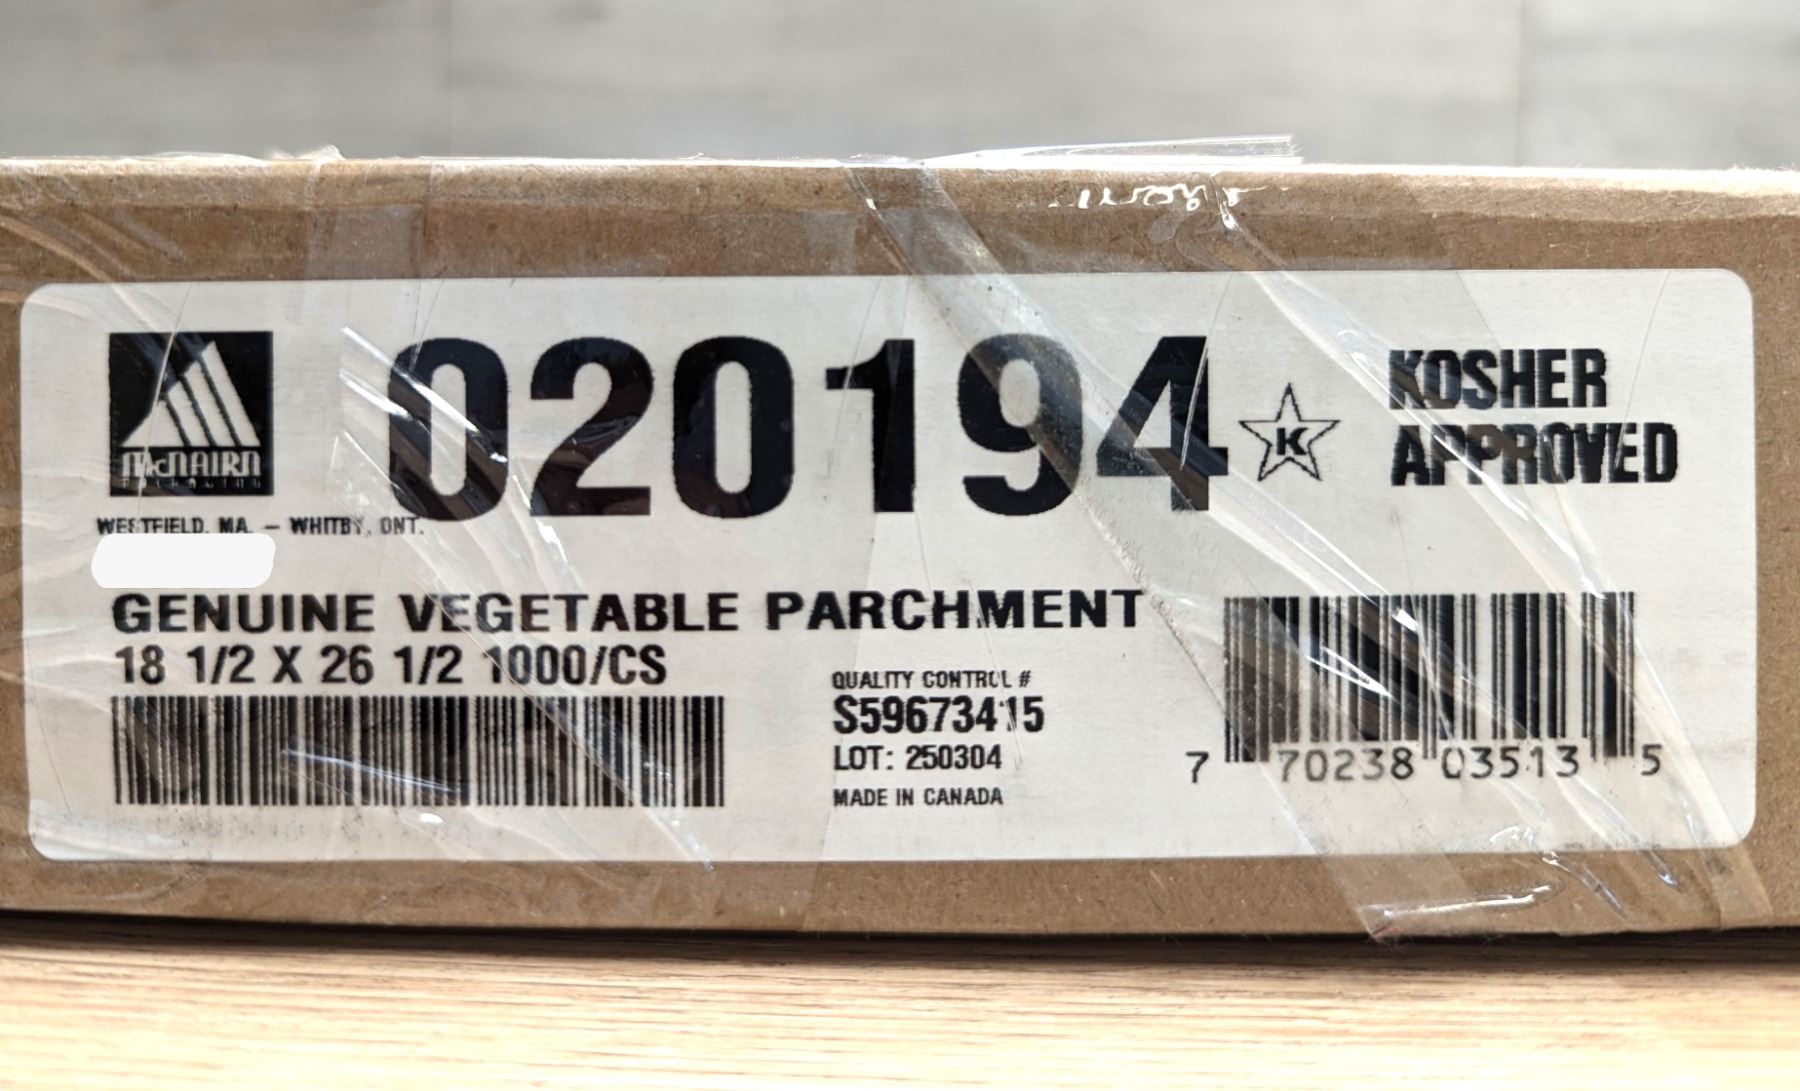 McNAIRN
PACKAGING
WESTFIELD, MA. – WHITBY, ONT.
020194
K
KOSHER
APPROVED
GENUINE VEGETABLE PARCHMENT
18 1/2 X 26 1/2 1000/CS
QUALITY CONTROL #
S59673415
LOT: 250304
MADE IN CANADA
7 70238 03513 5